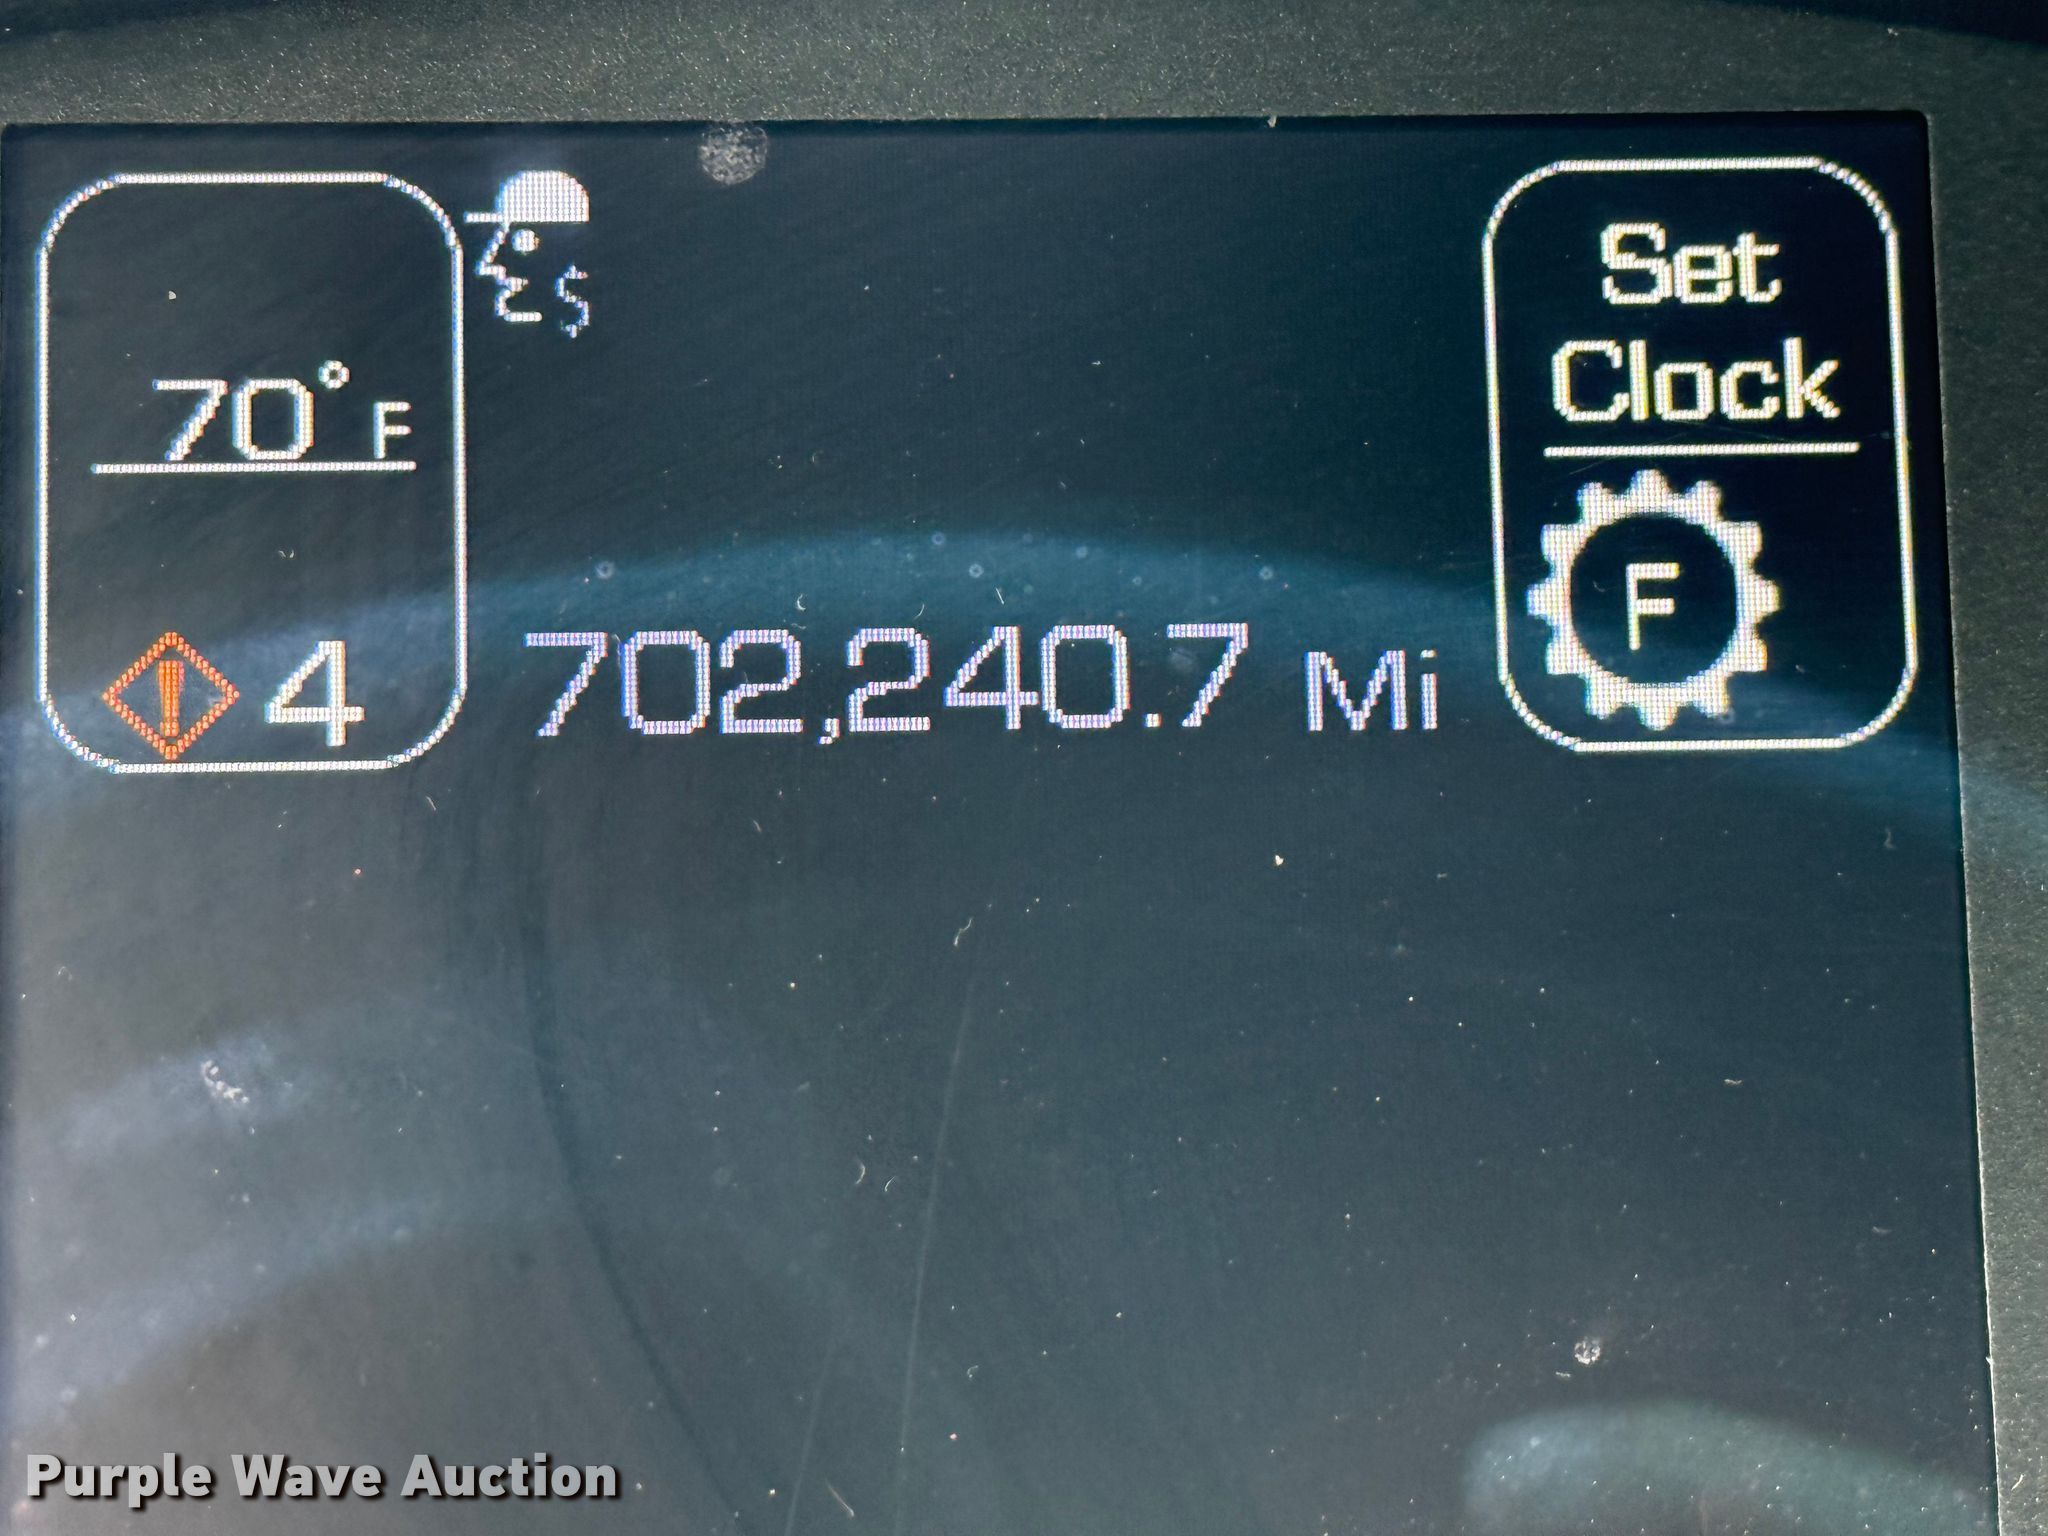 70° F
! 4
$
702,240.7 Mi
Set
Clock
F
Purple Wave Auction